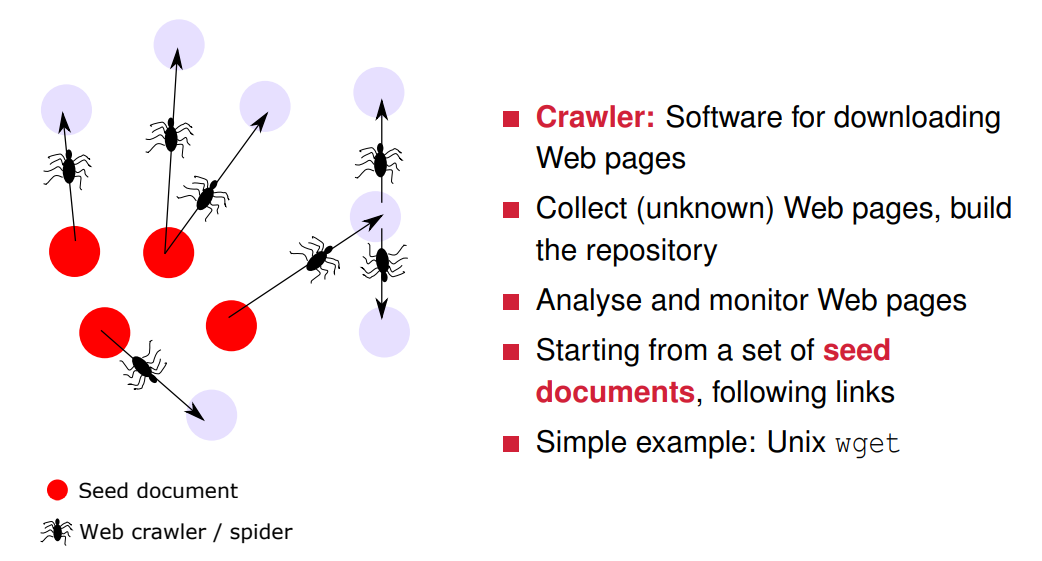 Crawler: Software for downloading
Web pages
Collect (unknown) Web pages, build
the repository
Analyse and monitor Web pages
Starting from a set of seed
documents, following links
Simple example: Unix wget
Seed document
Web crawler / spider